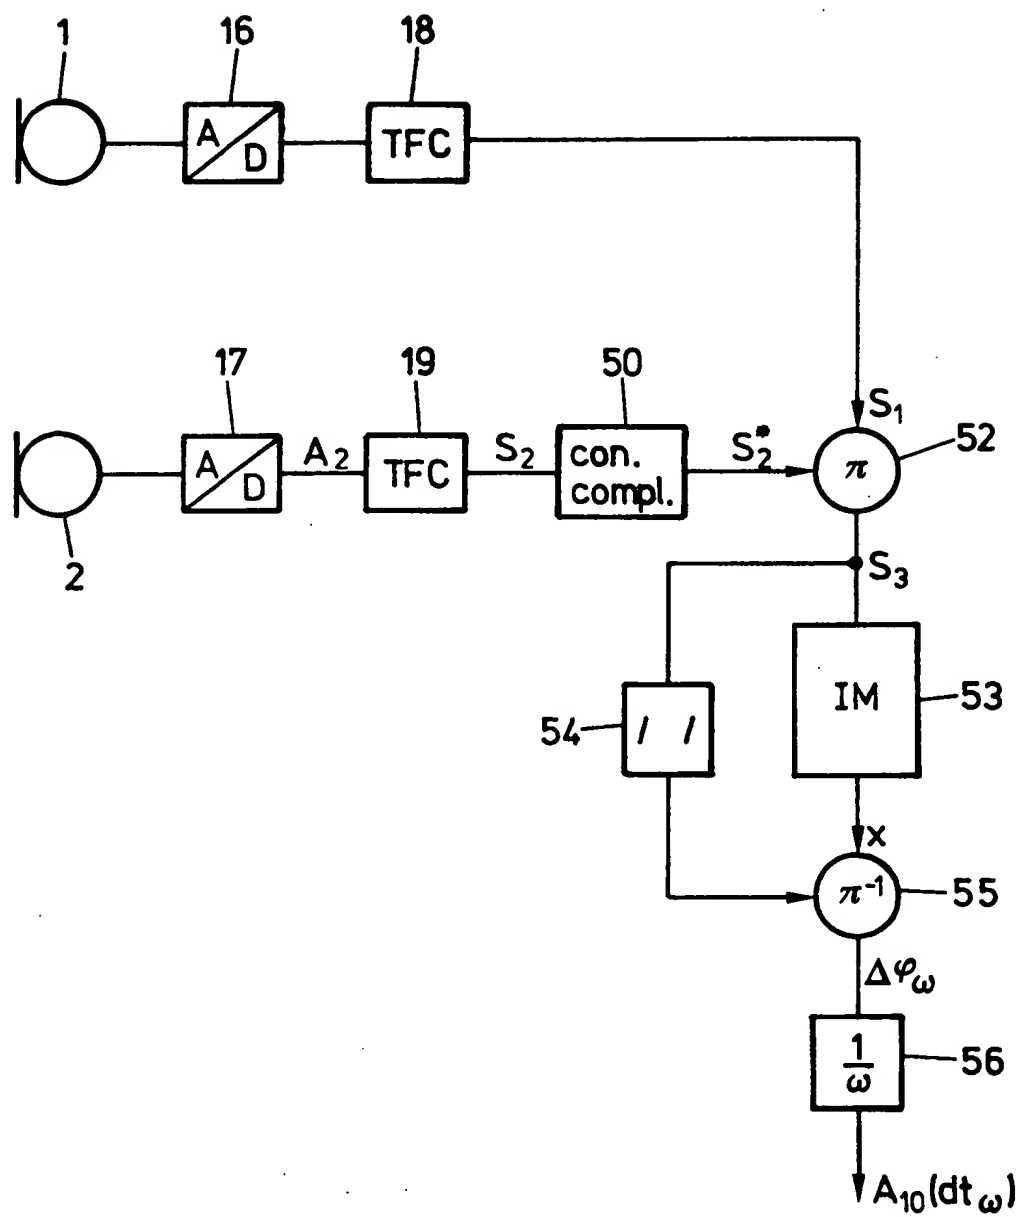 1 16 18
A/D TFC
S₁
17 19 50 52
A/D A₂ TFC S₂ con. compl. S₂* π
2
S₃
54 / / IM 53
x
π⁻¹ 55
Δφω
1/ω 56
A₁₀(dtω)